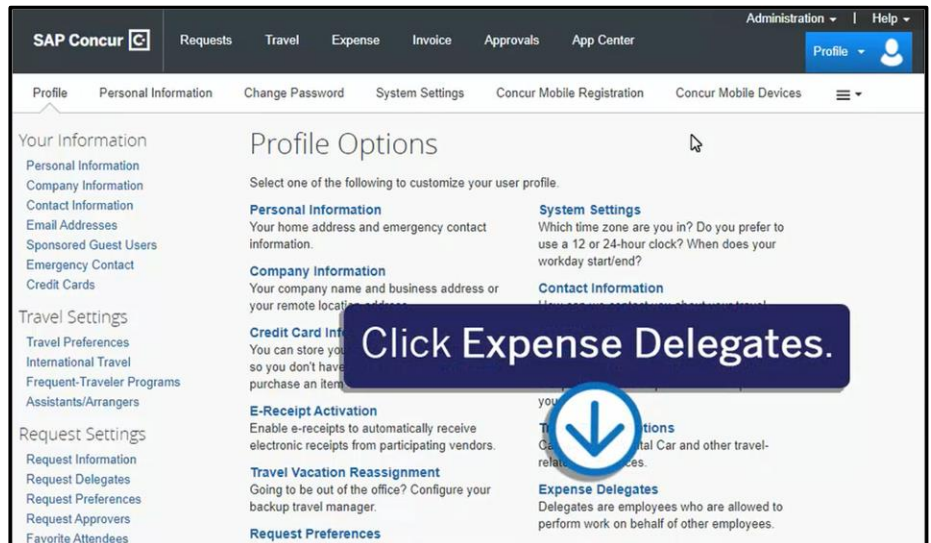 Administration | Help
SAP Concur C Requests Travel Expense Invoice Approvals App Center
Profile
Profile Personal Information Change Password System Settings Concur Mobile Registration Concur Mobile Devices
Your Information
Personal Information
Company Information
Contact Information
Email Addresses
Sponsored Guest Users
Emergency Contact
Credit Cards
Travel Settings
Travel Preferences
International Travel
Frequent-Traveler Programs
Assistants/Arrangers
Request Settings
Request Information
Request Delegates
Request Preferences
Request Approvers
Favorite Attendees
Profile Options
Select one of the following to customize your user profile.
Personal Information
Your home address and emergency contact
information.
Company Information
Your company name and business address or
your remote location address.
Credit Card
You can store
so you don't have
purchase an item
E-Receipt Activation
Enable e-receipts to automatically receive
electronic receipts from participating vendors.
Travel Vacation Reassignment
Going to be out of the office? Configure your
backup travel manager.
Request Preferences
System Settings
Which time zone are you in? Do you prefer to
use a 12 or 24-hour clock? When does your
workday start/end?
Contact Information
How can we contact you about your travel
Click Expense Delegates.
Car and other travel-
Expense Delegates
Delegates are employees who are allowed to
perform work on behalf of other employees.